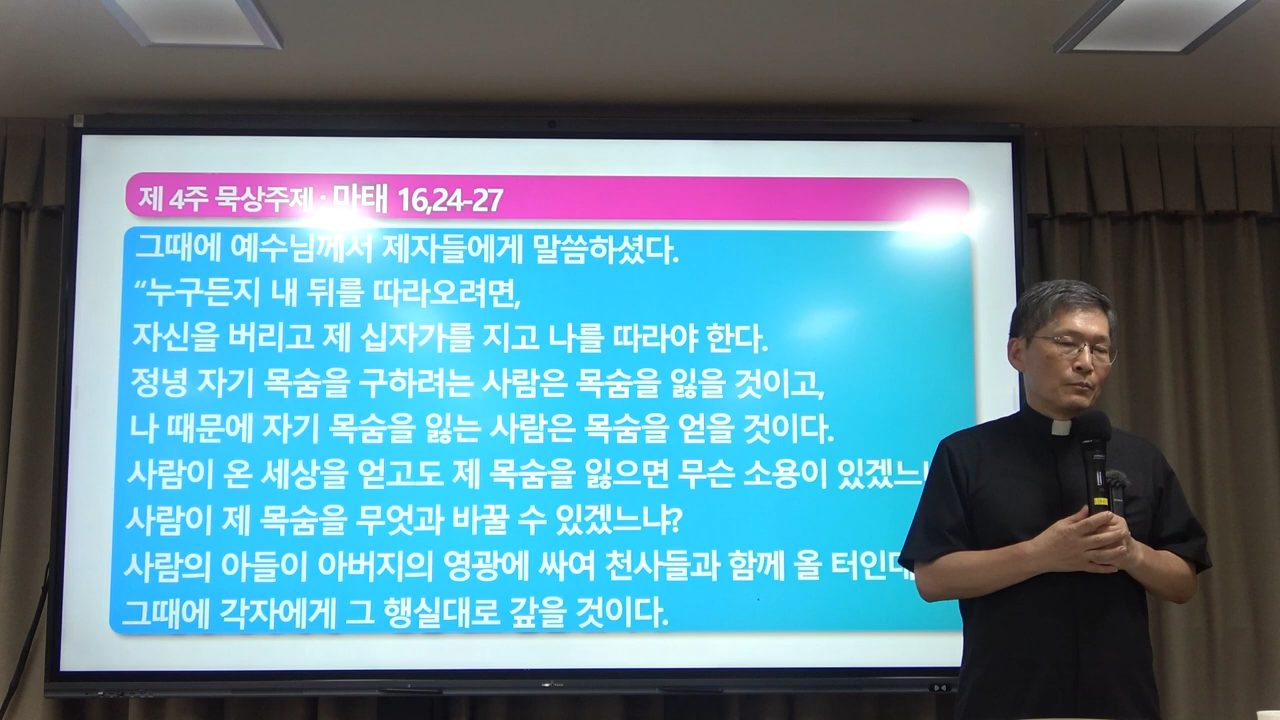 제 4주 묵상주제 : 마태 16,24-27
그때에 예수님께서 제자들에게 말씀하셨다.
“누구든지 내 뒤를 따라오려면,
자신을 버리고 제 십자가를 지고 나를 따라야 한다.
정녕 자기 목숨을 구하려는 사람은 목숨을 잃을 것이고,
나 때문에 자기 목숨을 잃는 사람은 목숨을 얻을 것이다.
사람이 온 세상을 얻고도 제 목숨을 잃으면 무슨 소용이 있겠느
사람이 제 목숨을 무엇과 바꿀 수 있겠느냐?
사람의 아들이 아버지의 영광에 싸여 천사들과 함께 올 터인데
그때에 각자에게 그 행실대로 갚을 것이다.